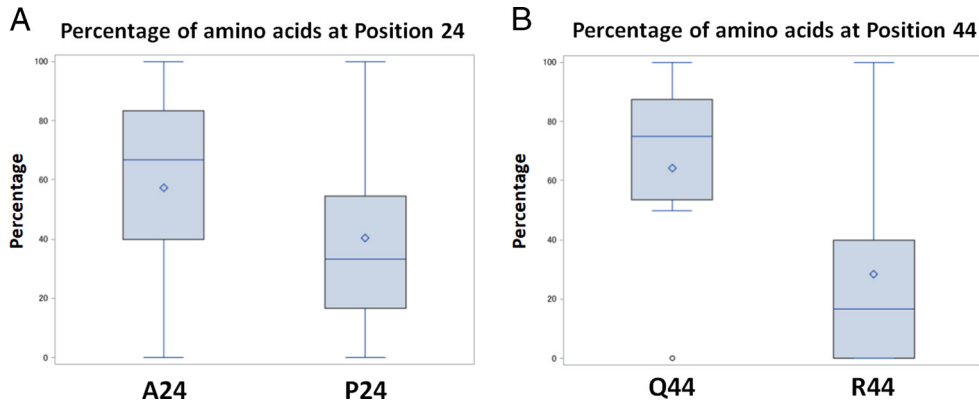 A
Percentage of amino acids at Position 24
Percentage
100
80
60
40
20
0
A24 P24
B
Percentage of amino acids at Position 44
Percentage
100
80
60
40
20
0
Q44 R44